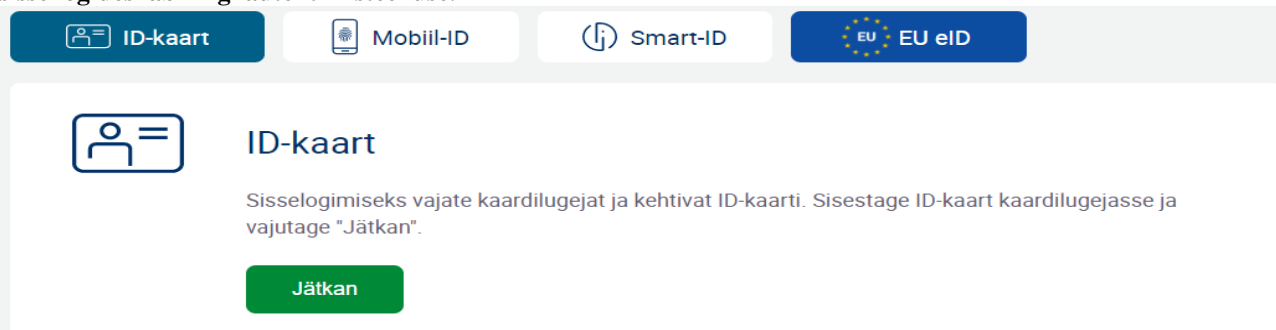 ID-kaart
Mobiil-ID
Smart-ID
EU
EU eID
ID-kaart
Sisselogimiseks vajate kaardilugejat ja kehtivat ID-kaarti. Sisestage ID-kaart kaardilugejasse ja
vajutage "Jätkan".
Jätkan